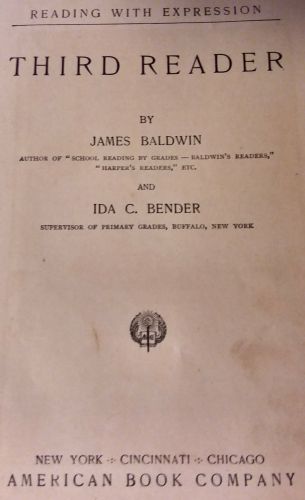 READING WITH EXPRESSION
THIRD READER
BY
JAMES BALDWIN
AUTHOR OF "SCHOOL READING BY GRADES — BALDWIN'S READERS,"
"HARPER'S READERS," ETC.
AND
IDA C. BENDER
SUPERVISOR OF PRIMARY GRADES, BUFFALO, NEW YORK
NEW YORK ⁘ CINCINNATI ⁘ CHICAGO
AMERICAN BOOK COMPANY